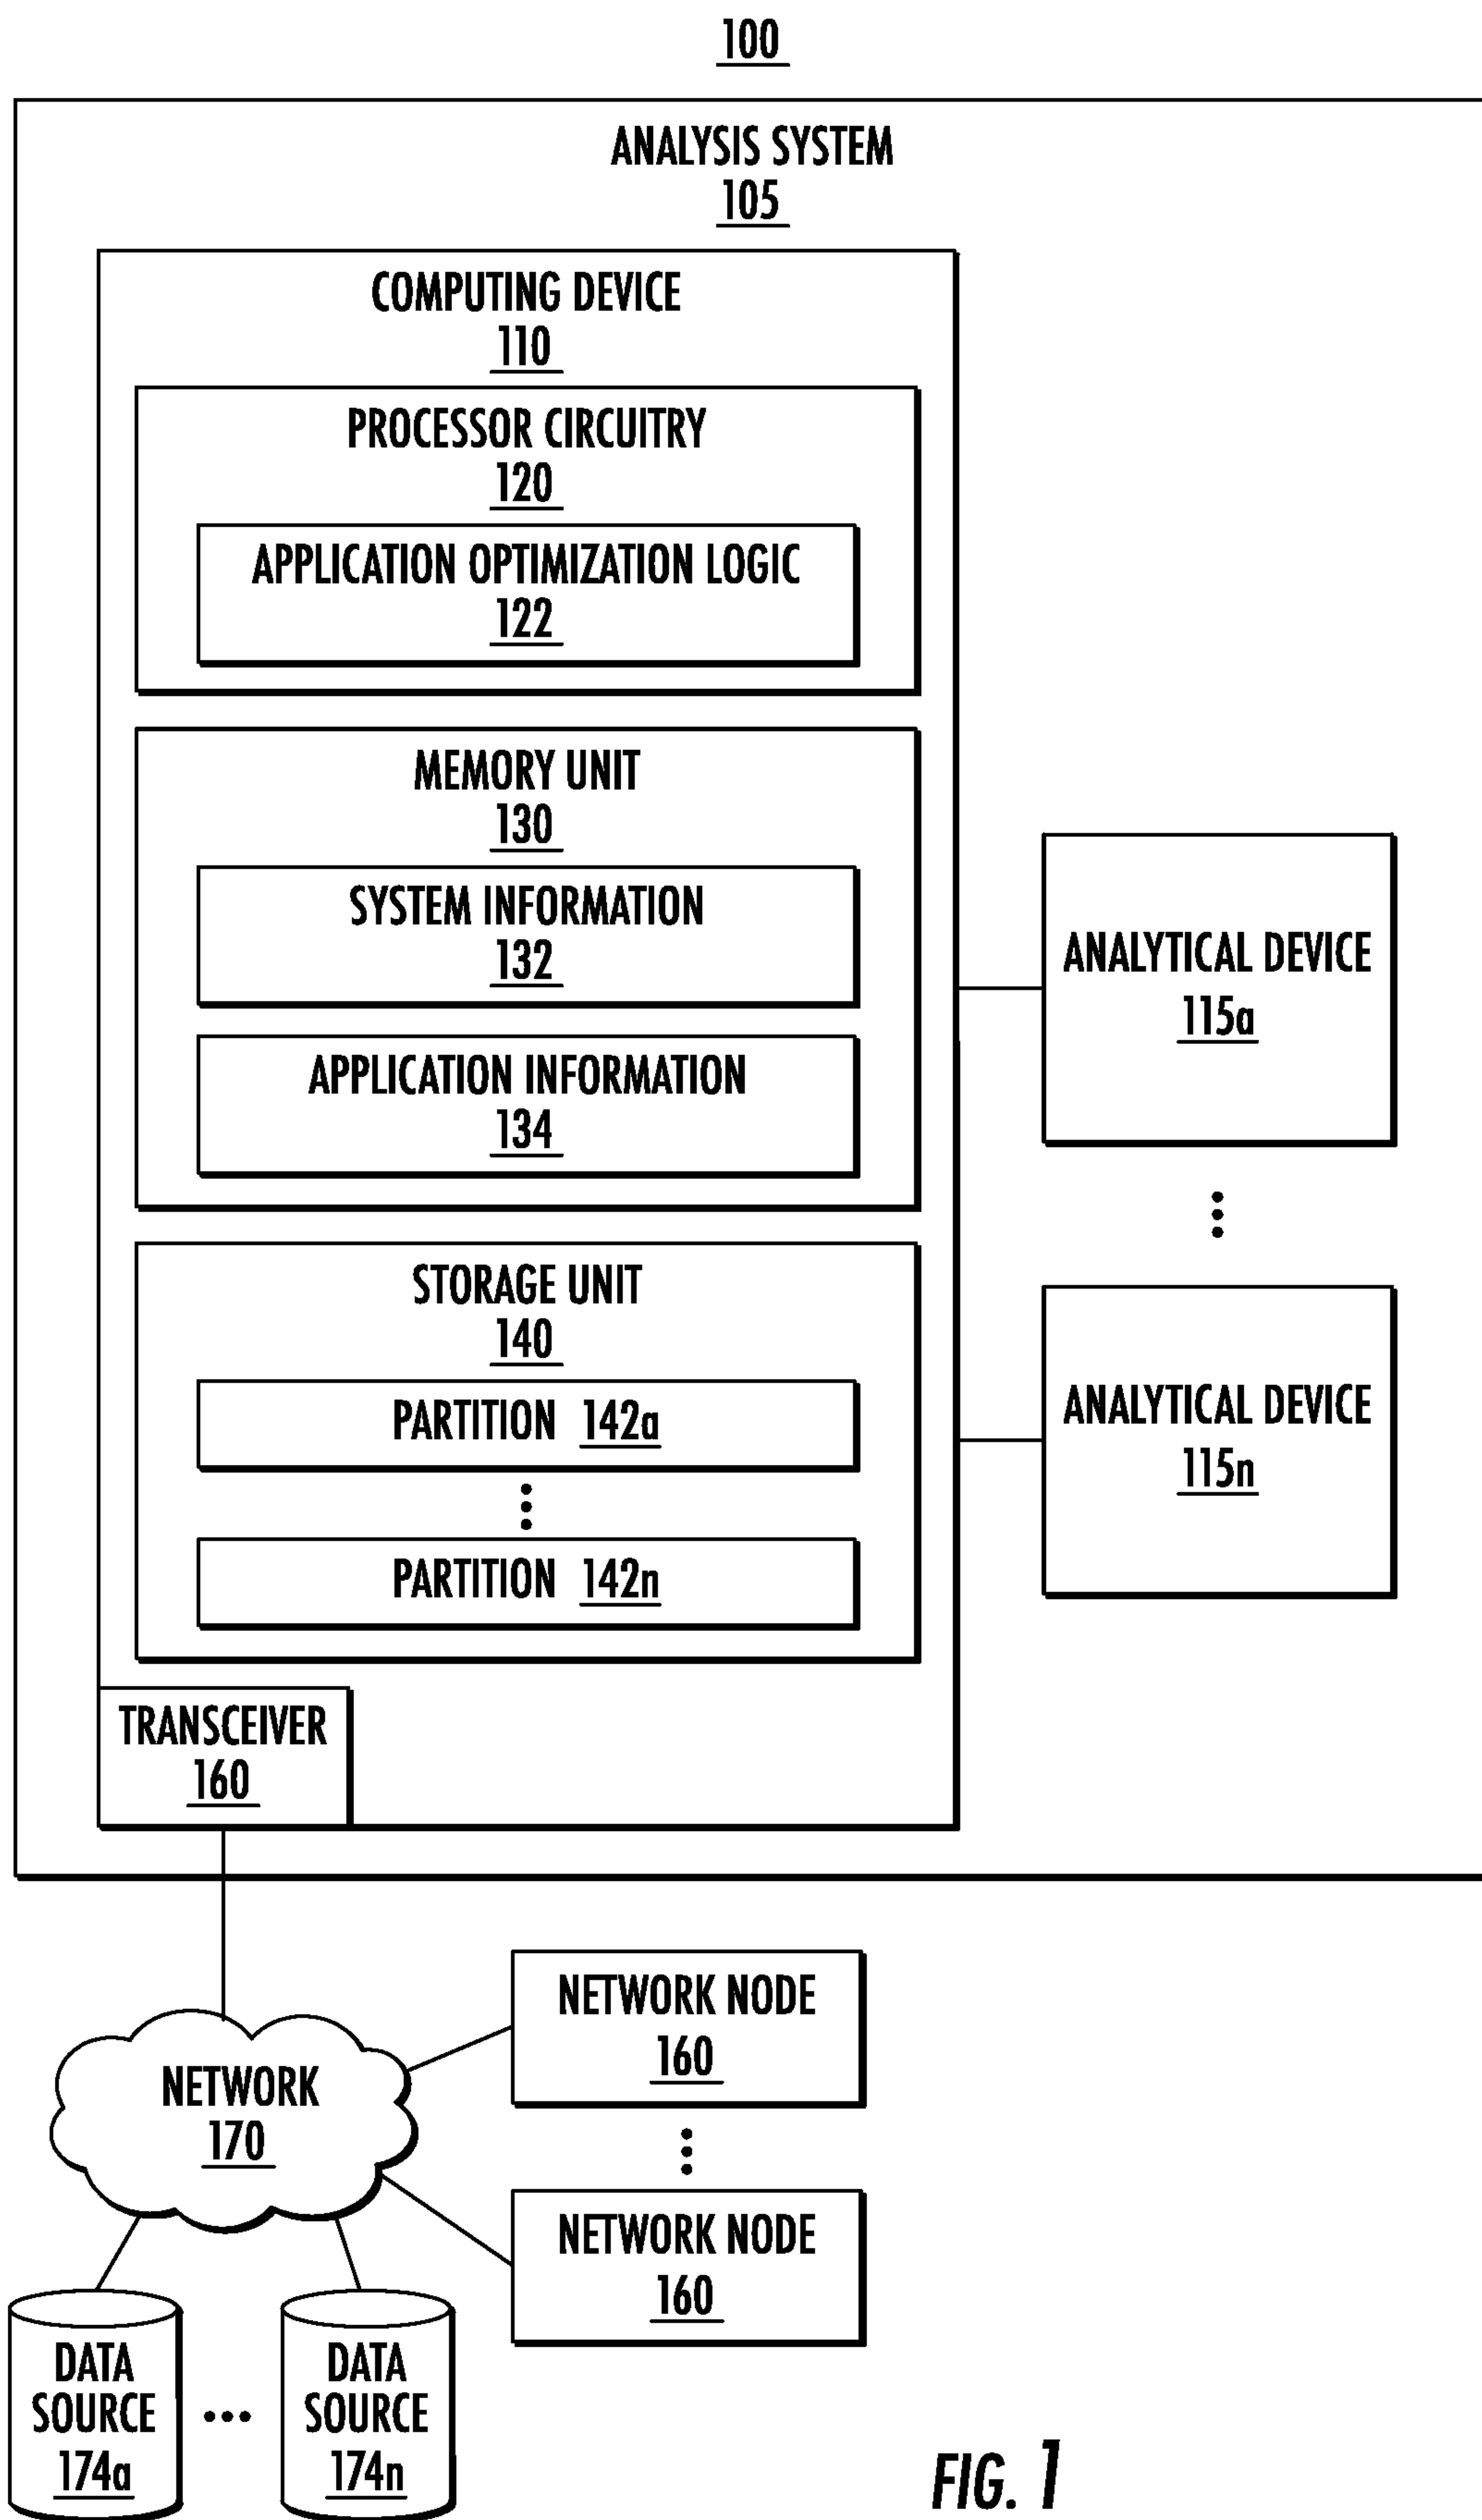 100
ANALYSIS SYSTEM
105
COMPUTING DEVICE
110
PROCESSOR CIRCUITRY
120
APPLICATION OPTIMIZATION LOGIC
122
MEMORY UNIT
130
SYSTEM INFORMATION
132
APPLICATION INFORMATION
134
STORAGE UNIT
140
PARTITION 142a
PARTITION 142n
TRANSCEIVER
160
ANALYTICAL DEVICE
115a
ANALYTICAL DEVICE
115n
NETWORK
170
NETWORK NODE
160
NETWORK NODE
160
DATA
SOURCE
174a
DATA
SOURCE
174n
FIG. 1